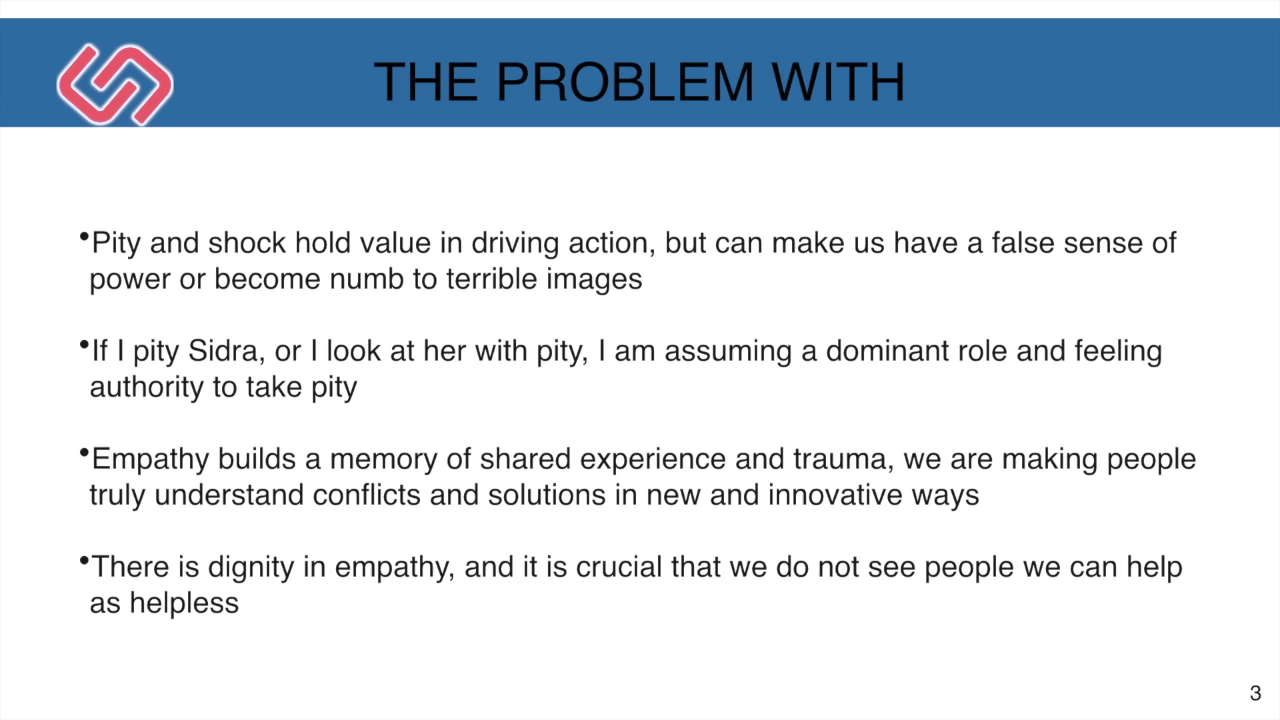 THE PROBLEM WITH
•Pity and shock hold value in driving action, but can make us have a false sense of
power or become numb to terrible images
•If I pity Sidra, or I look at her with pity, I am assuming a dominant role and feeling
authority to take pity
•Empathy builds a memory of shared experience and trauma, we are making people
truly understand conflicts and solutions in new and innovative ways
•There is dignity in empathy, and it is crucial that we do not see people we can help
as helpless
3